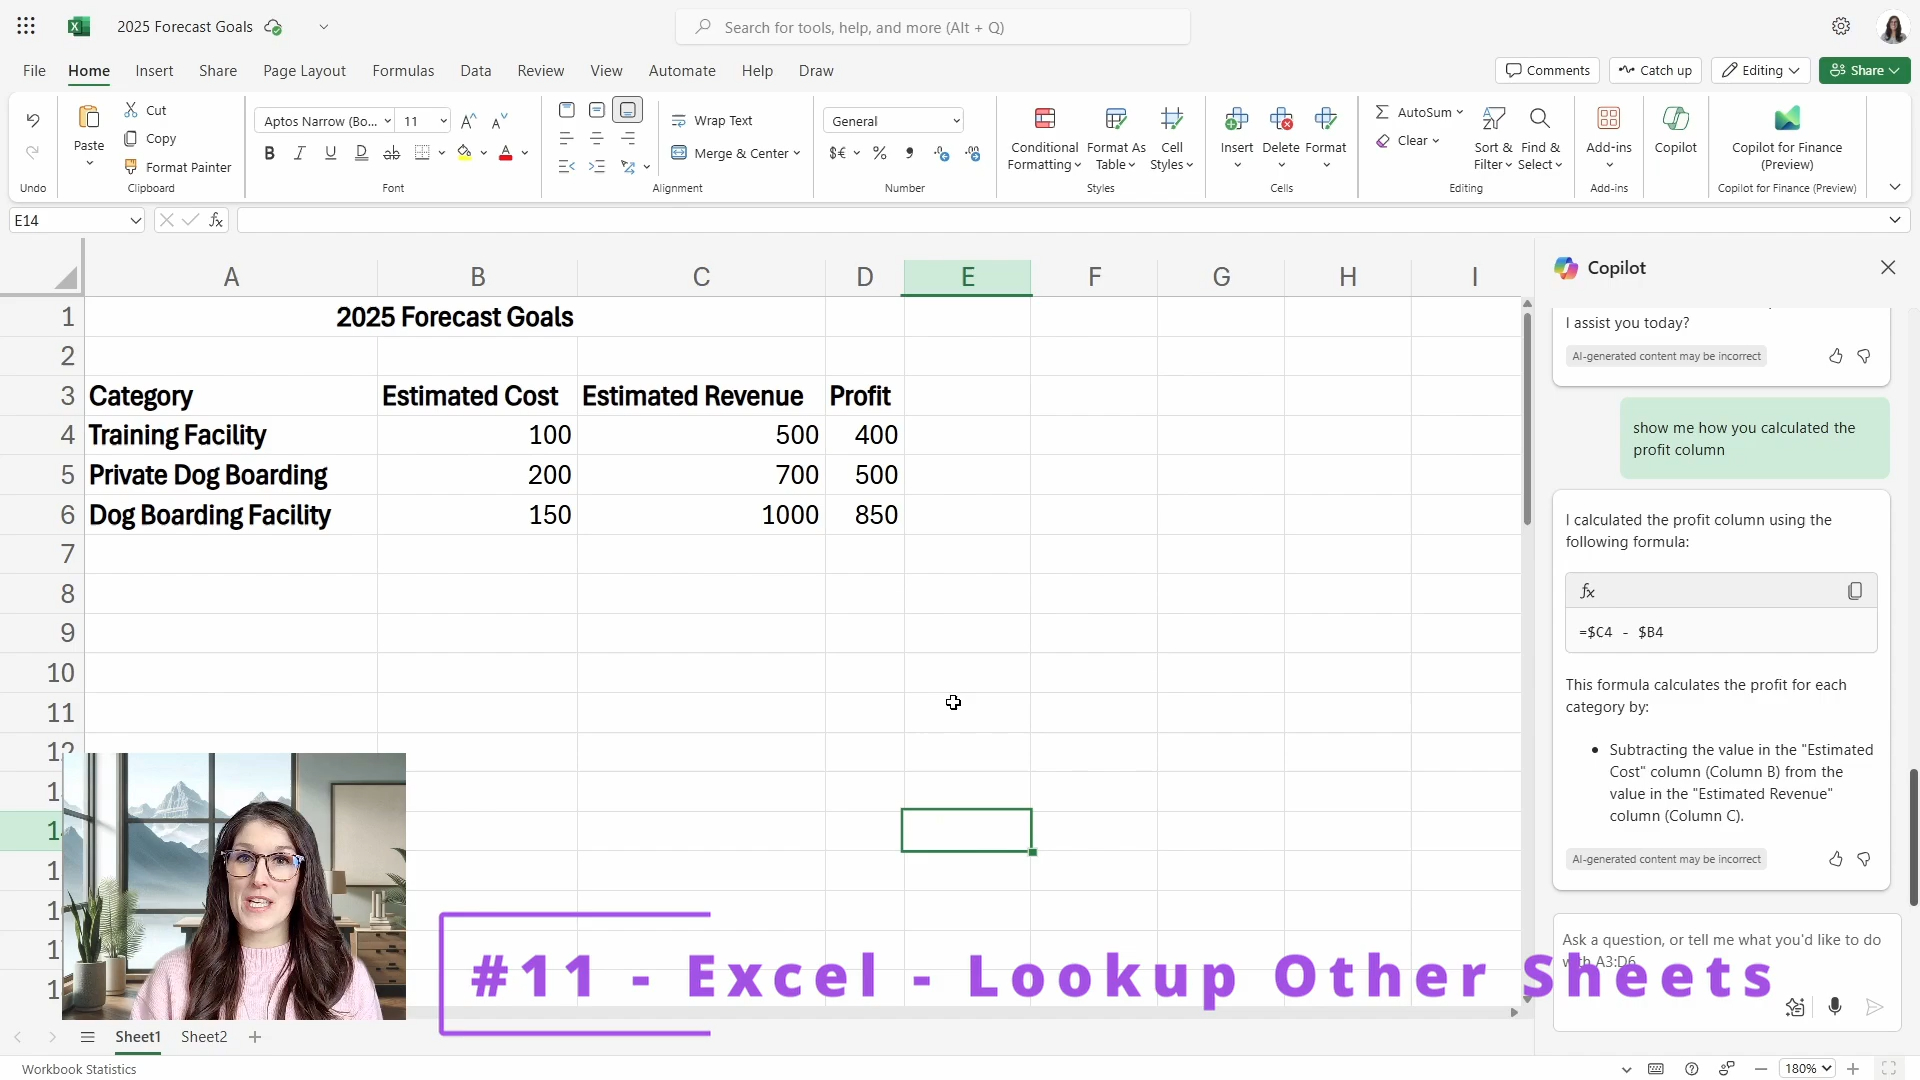 2025 Forecast Goals
Search for tools, help, and more (Alt + Q)
File Home Insert Share Page Layout Formulas Data Review View Automate Help Draw
Comments Catch up Editing Share
Paste
Cut
Copy
Format Painter
Aptos Narrow (Bo... 11
Wrap Text
Merge & Center
General
Conditional Formatting
Format As Table
Cell Styles
Insert Delete Format
AutoSum
Clear
Sort & Filter
Find & Select
Add-ins
Copilot
Copilot for Finance (Preview)
Undo Clipboard Font Alignment Number Styles Cells Editing Add-ins Copilot for Finance (Preview)
E14
fx
A B C D E F G H I
1 2025 Forecast Goals
2
3 Category Estimated Cost Estimated Revenue Profit
4 Training Facility 100 500 400
5 Private Dog Boarding 200 700 500
6 Dog Boarding Facility 150 1000 850
7
8
9
10
11
12
Copilot
I assist you today?
AI-generated content may be incorrect
show me how you calculated the
profit column
I calculated the profit column using the
following formula:
fx
=$C4 - $B4
This formula calculates the profit for each
category by:
• Subtracting the value in the "Estimated
Cost" column (Column B) from the
value in the "Estimated Revenue"
column (Column C).
AI-generated content may be incorrect
Ask a question, or tell me what you'd like to do
with A3:D6
#11 - Excel - Lookup Other Sheets
Sheet1 Sheet2
Workbook Statistics
180%